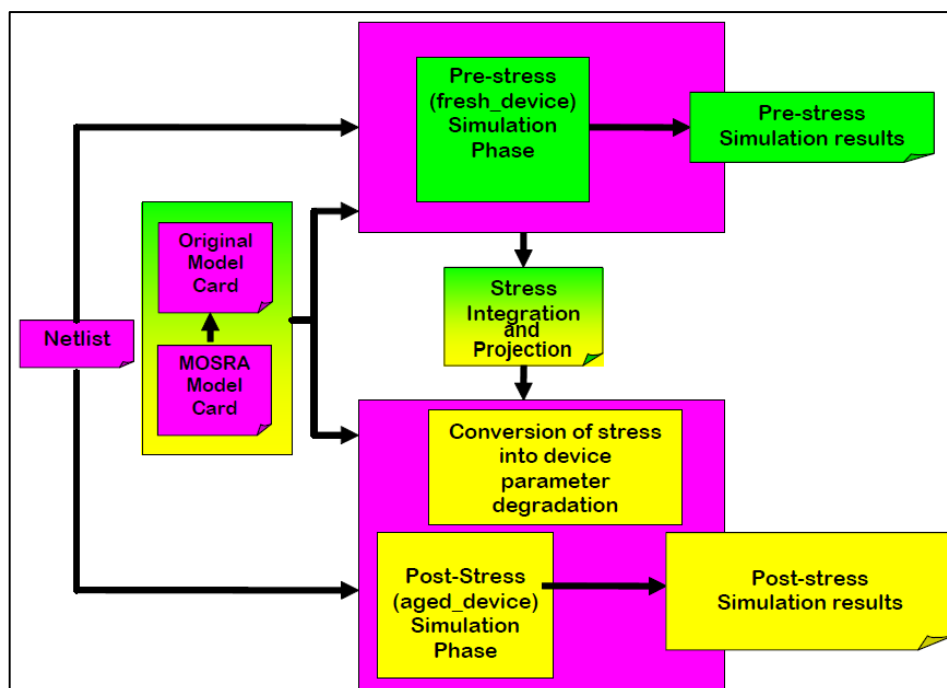 Pre-stress
(fresh_device)
Simulation
Phase
Pre-stress
Simulation results
Original
Model
Card
Stress
Integration
and
Projection
Netlist
MOSRA
Model
Card
Conversion of stress
into device
parameter
degradation
Post-Stress
(aged_device)
Simulation
Phase
Post-stress
Simulation results